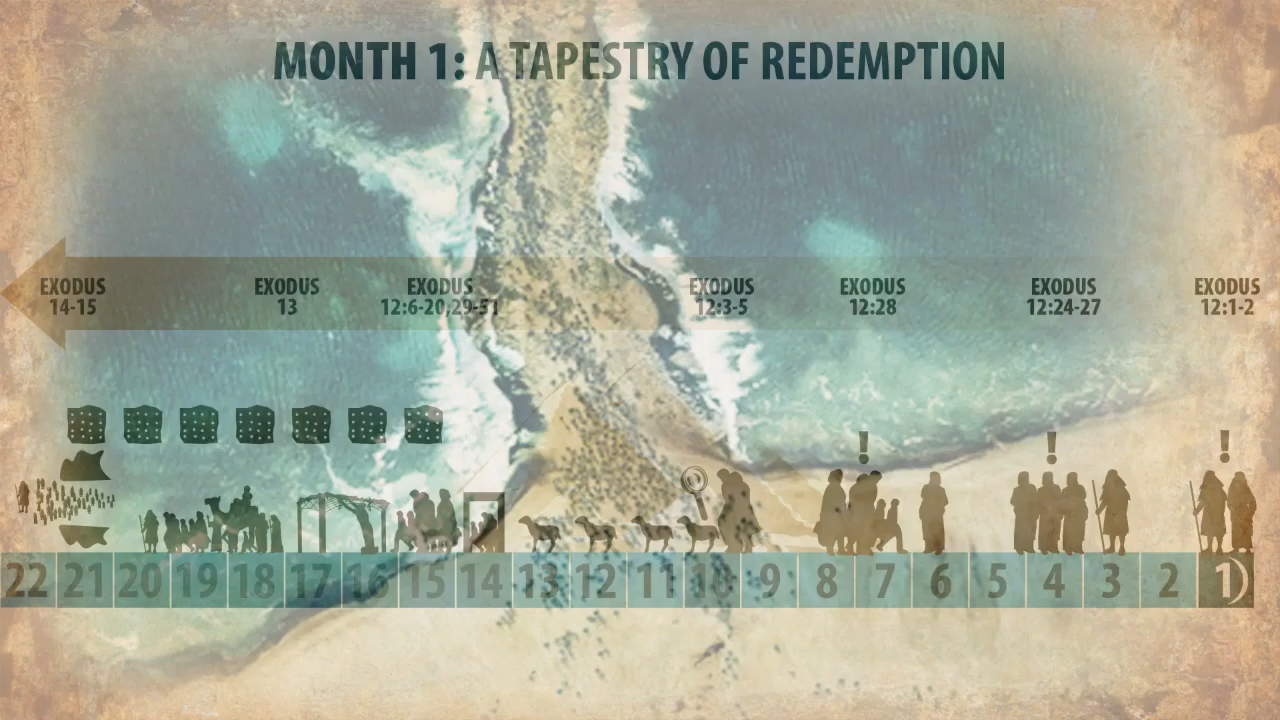 MONTH 1: A TAPESTRY OF REDEMPTION
EXODUS
14-15
EXODUS
13
EXODUS
12:6-20,29-51
EXODUS
12:3-5
EXODUS
12:28
EXODUS
12:24-27
EXODUS
12:1-2
! ! !
22 21 20 19 18 17 16 15 14 13 12 11 10 9 8 7 6 5 4 3 2 1